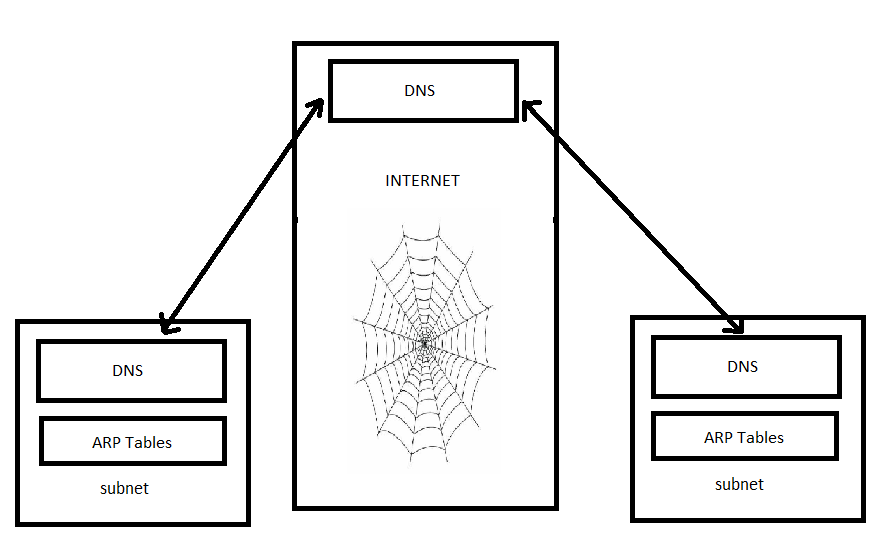 DNS
INTERNET
DNS
ARP Tables
subnet
DNS
ARP Tables
subnet